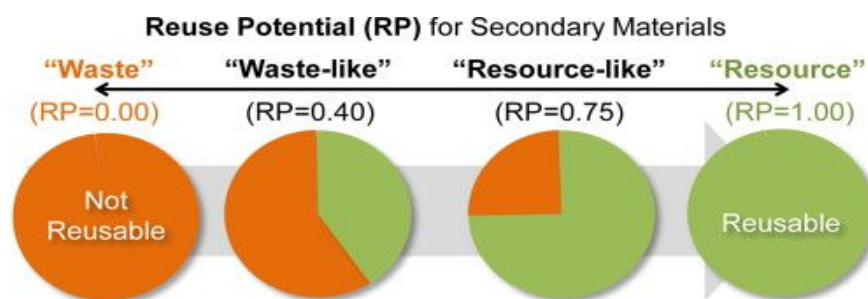 Reuse Potential (RP) for Secondary Materials
“Waste” “Waste-like” “Resource-like” “Resource”
(RP=0.00) (RP=0.40) (RP=0.75) (RP=1.00)
Not
Reusable
Reusable